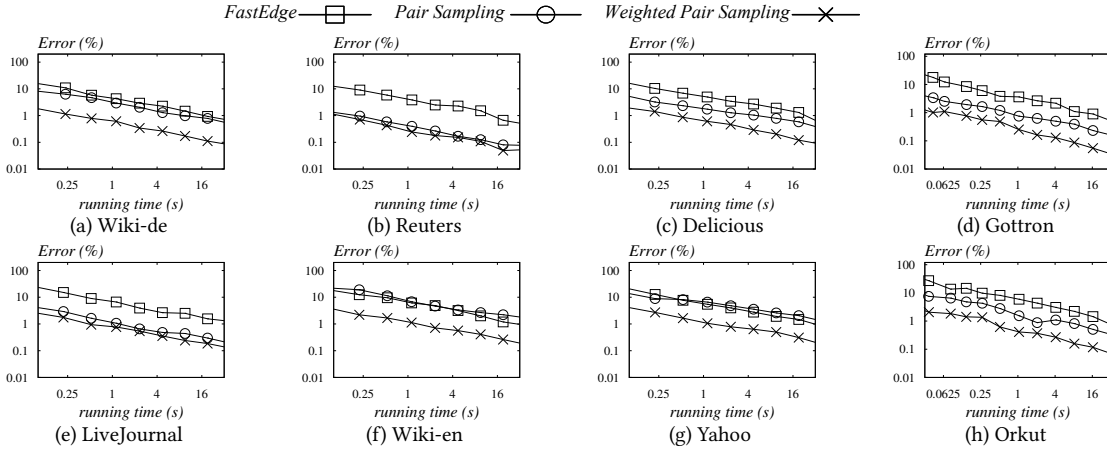 FastEdge Pair Sampling Weighted Pair Sampling
Error (%) Error (%) Error (%) Error (%)
100 100 100 100
10 10 10 10
1 1 1 1
0.1 0.1 0.1 0.1
0.01 0.01 0.01 0.01
0.25 1 4 16 0.25 1 4 16 0.25 1 4 16 0.0625 0.25 1 4 16
running time (s) running time (s) running time (s) running time (s)
(a) Wiki-de (b) Reuters (c) Delicious (d) Gottron
Error (%) Error (%) Error (%) Error (%)
100 100 100 100
10 10 10 10
1 1 1 1
0.1 0.1 0.1 0.1
0.01 0.01 0.01 0.01
0.25 1 4 16 0.25 1 4 16 0.25 1 4 16 0.0625 0.25 1 4 16
running time (s) running time (s) running time (s) running time (s)
(e) LiveJournal (f) Wiki-en (g) Yahoo (h) Orkut